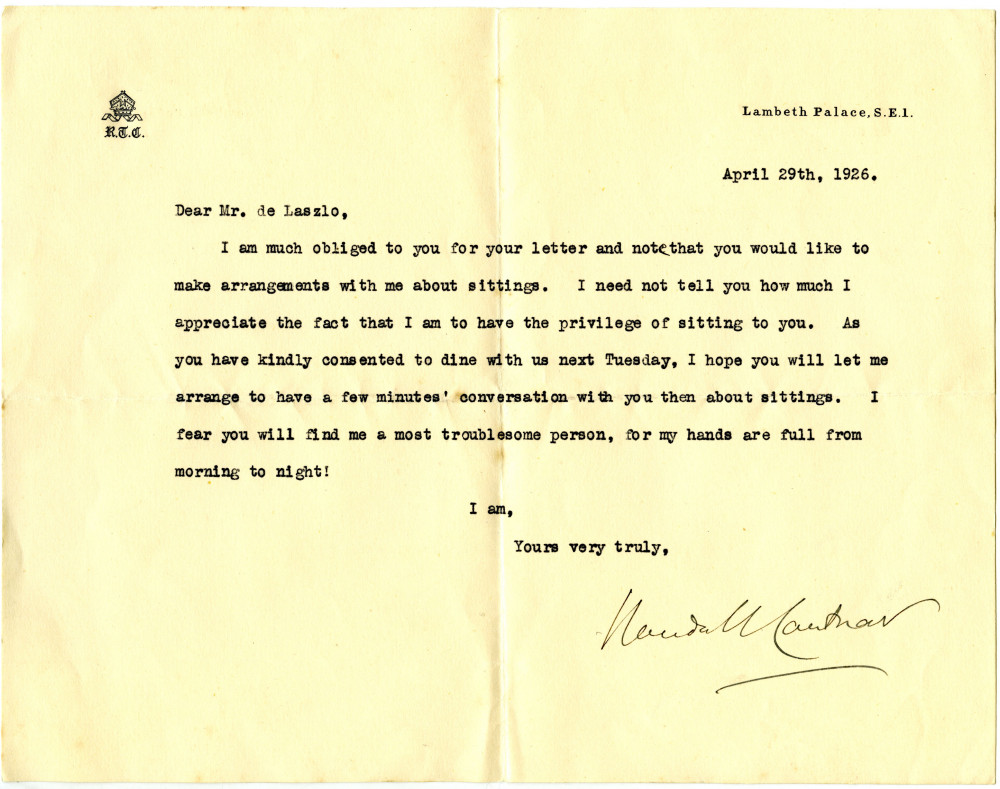 R.T.C.
Lambeth Palace, S.E.1.
April 29th, 1926.
Dear Mr. de Laszlo,
I am much obliged to you for your letter and note that you would like to
make arrangements with me about sittings. I need not tell you how much I
appreciate the fact that I am to have the privilege of sitting to you. As
you have kindly consented to dine with us next Tuesday, I hope you will let me
arrange to have a few minutes' conversation with you then about sittings. I
fear you will find me a most troublesome person, for my hands are full from
morning to night!
I am,
Yours very truly,
Randall Cantuar